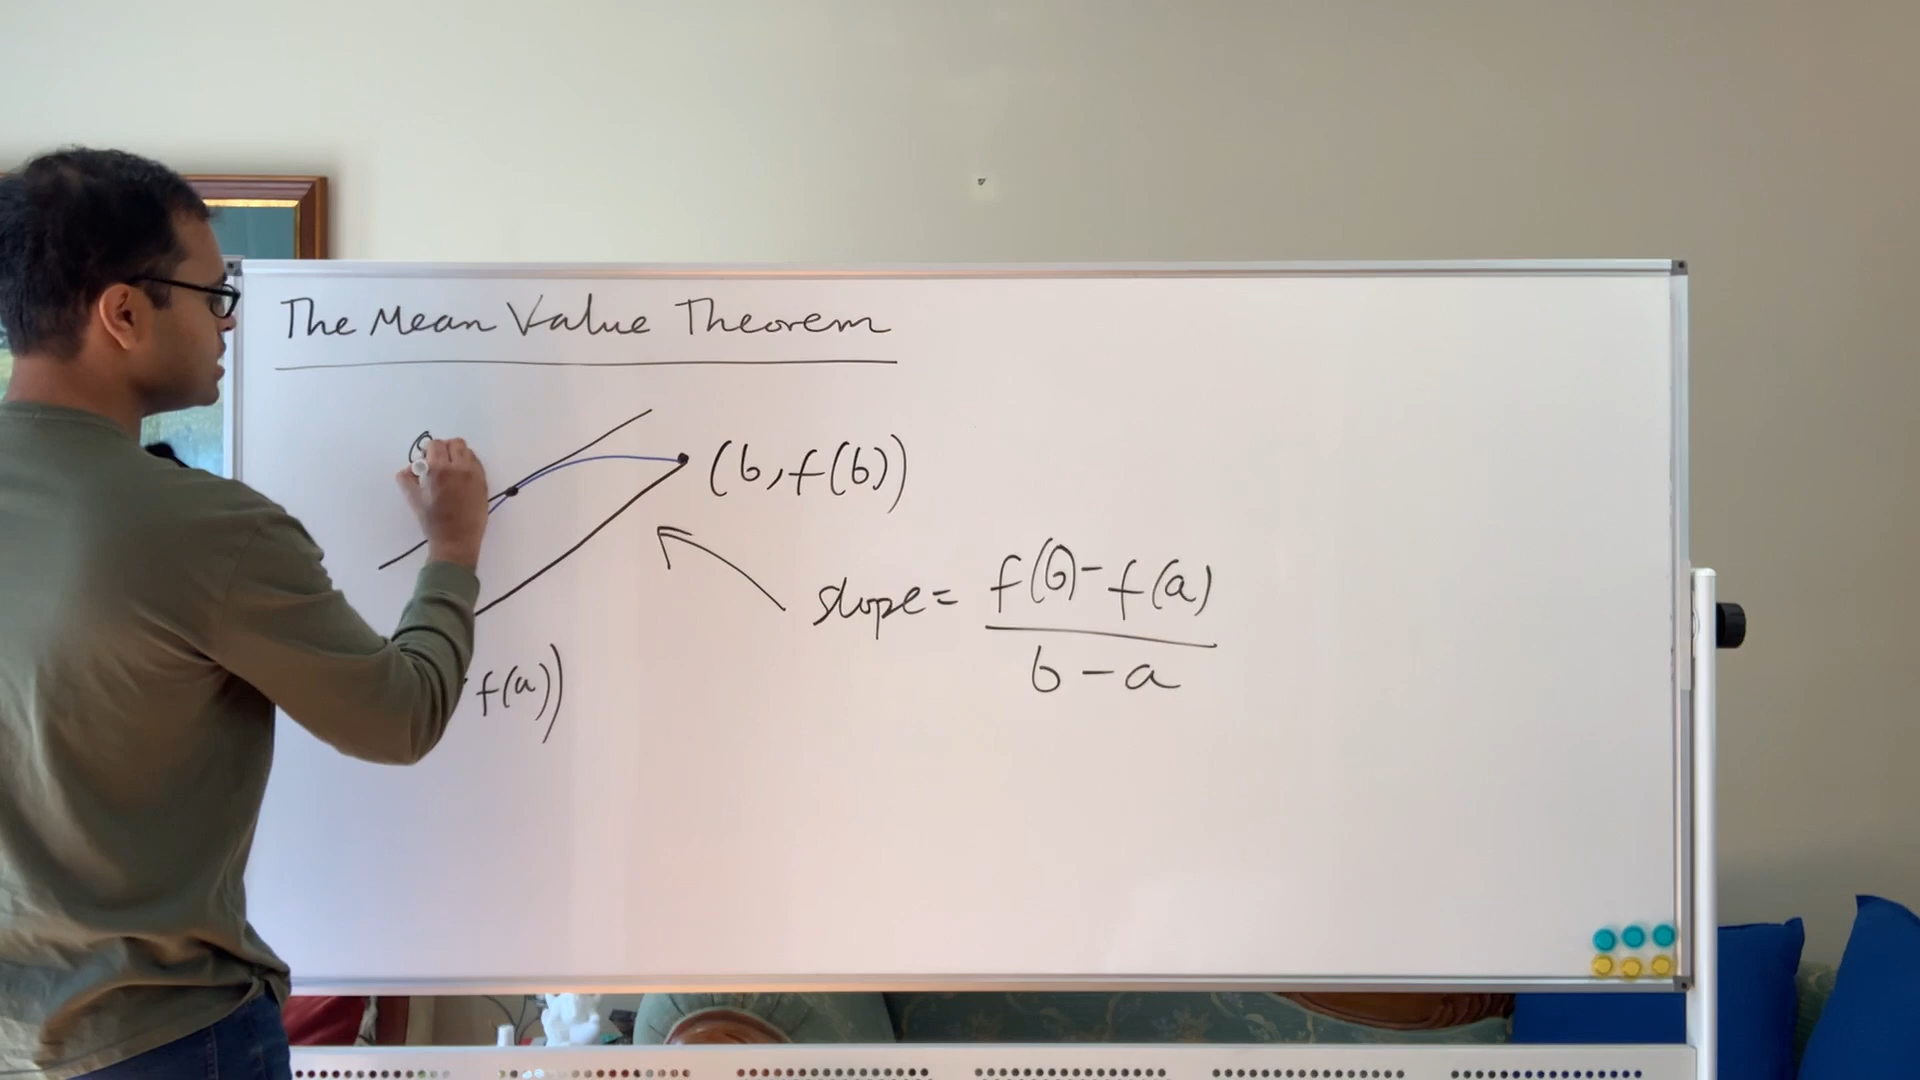 The Mean Value Theorem
(b, f(b))
slope = f(b) - f(a)
b - a
f(a))